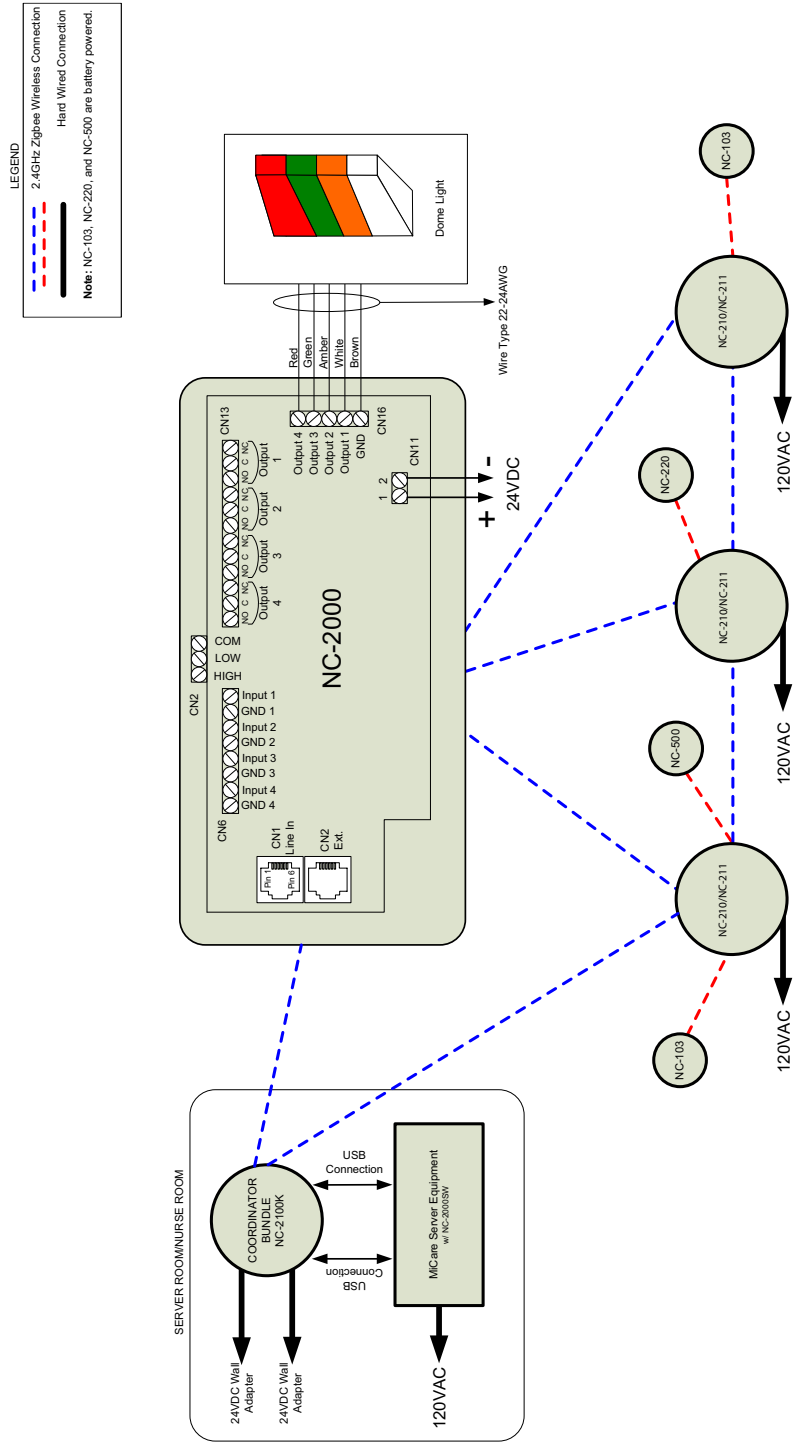 LEGEND
2.4GHz Zigbee Wireless Connection
Hard Wired Connection
Note: NC-103, NC-220, and NC-500 are battery powered.
SERVER ROOM/NURSE ROOM
COORDINATOR
BUNDLE
NC-2100K
24VDC Wall
Adapter
24VDC Wall
Adapter
USB
Connection
USB
Connection
MiCare Server Equipment
w/ NC-2000SW
120VAC
NC-2000
CN1
Line In
Pin 1
Pin 6
CN2
Ext.
CN6
GND 4
Input 4
GND 3
Input 3
GND 2
Input 2
GND 1
Input 1
CN2
HIGH
LOW
COM
CN13
NO C NC
NO C NC
NO C NC
NO C NC
Output
4
Output
3
Output
2
Output
1
Output 4
Output 3
Output 2
Output 1
GND
CN16
CN11
1
2
+
-
24VDC
Red
Green
Amber
White
Brown
Wire Type 22-24AWG
Dome Light
NC-103
NC-500
NC-220
NC-103
NC-210/NC-211
NC-210/NC-211
NC-210/NC-211
120VAC
120VAC
120VAC